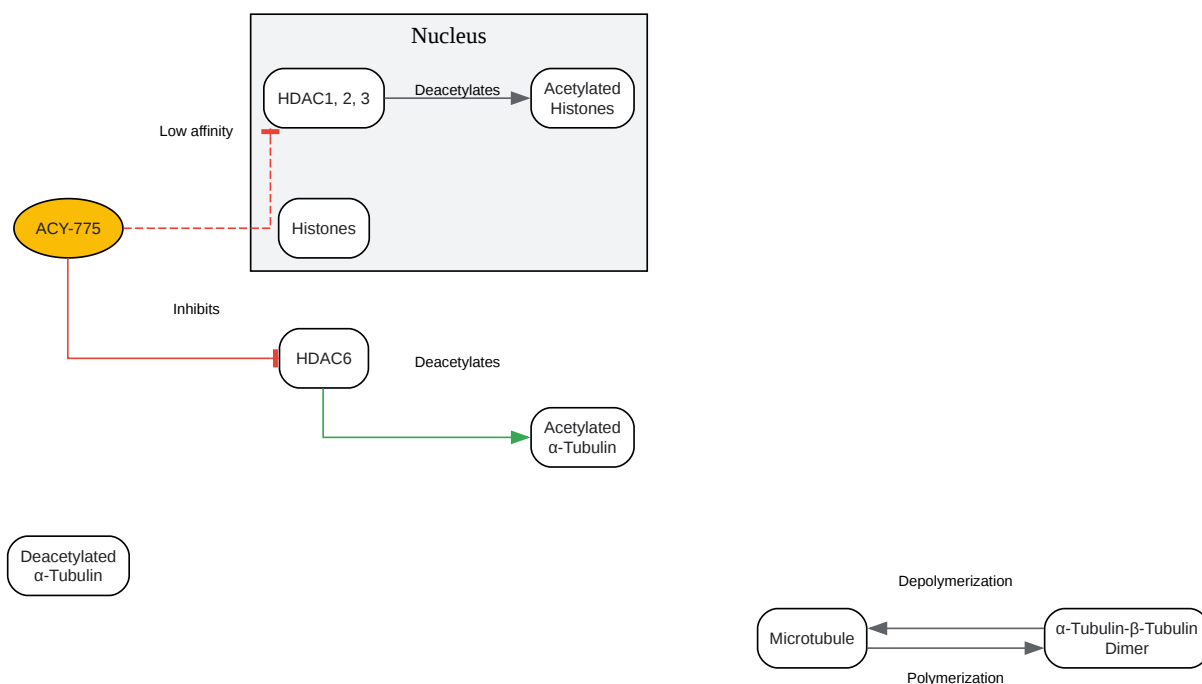 Nucleus
HDAC1, 2, 3
Deacetylates
Acetylated
Histones
Low affinity
ACY-775
Histones
Inhibits
HDAC6
Deacetylates
Acetylated
α-Tubulin
Deacetylated
α-Tubulin
Depolymerization
Microtubule
α-Tubulin-β-Tubulin
Dimer
Polymerization